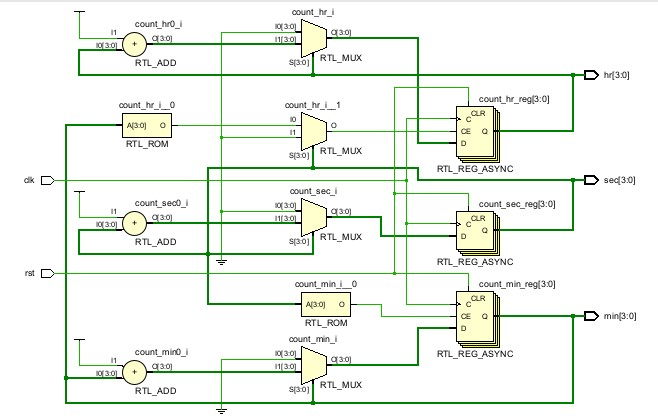 count_hr_i
count_hr0_i
I1
I0[3:0]
+
O[3:0]
RTL_ADD
I0[3:0]
I1[3:0]
S[3:0]
O[3:0]
RTL_MUX
hr[3:0]
count_hr_i__0
A[3:0]
O
RTL_ROM
count_hr_i__1
I0
I1
S[3:0]
O
RTL_MUX
count_hr_reg[3:0]
CLR
C
CE
D
Q
RTL_REG_ASYNC
clk
sec[3:0]
count_sec0_i
I1
I0[3:0]
+
O[3:0]
RTL_ADD
count_sec_i
I0[3:0]
I1[3:0]
S[3:0]
O[3:0]
RTL_MUX
count_sec_reg[3:0]
CLR
C
D
Q
RTL_REG_ASYNC
rst
count_min_i__0
A[3:0]
O
RTL_ROM
count_min_reg[3:0]
CLR
C
CE
D
Q
RTL_REG_ASYNC
min[3:0]
count_min0_i
I1
I0[3:0]
+
O[3:0]
RTL_ADD
count_min_i
I0[3:0]
I1[3:0]
S[3:0]
O[3:0]
RTL_MUX